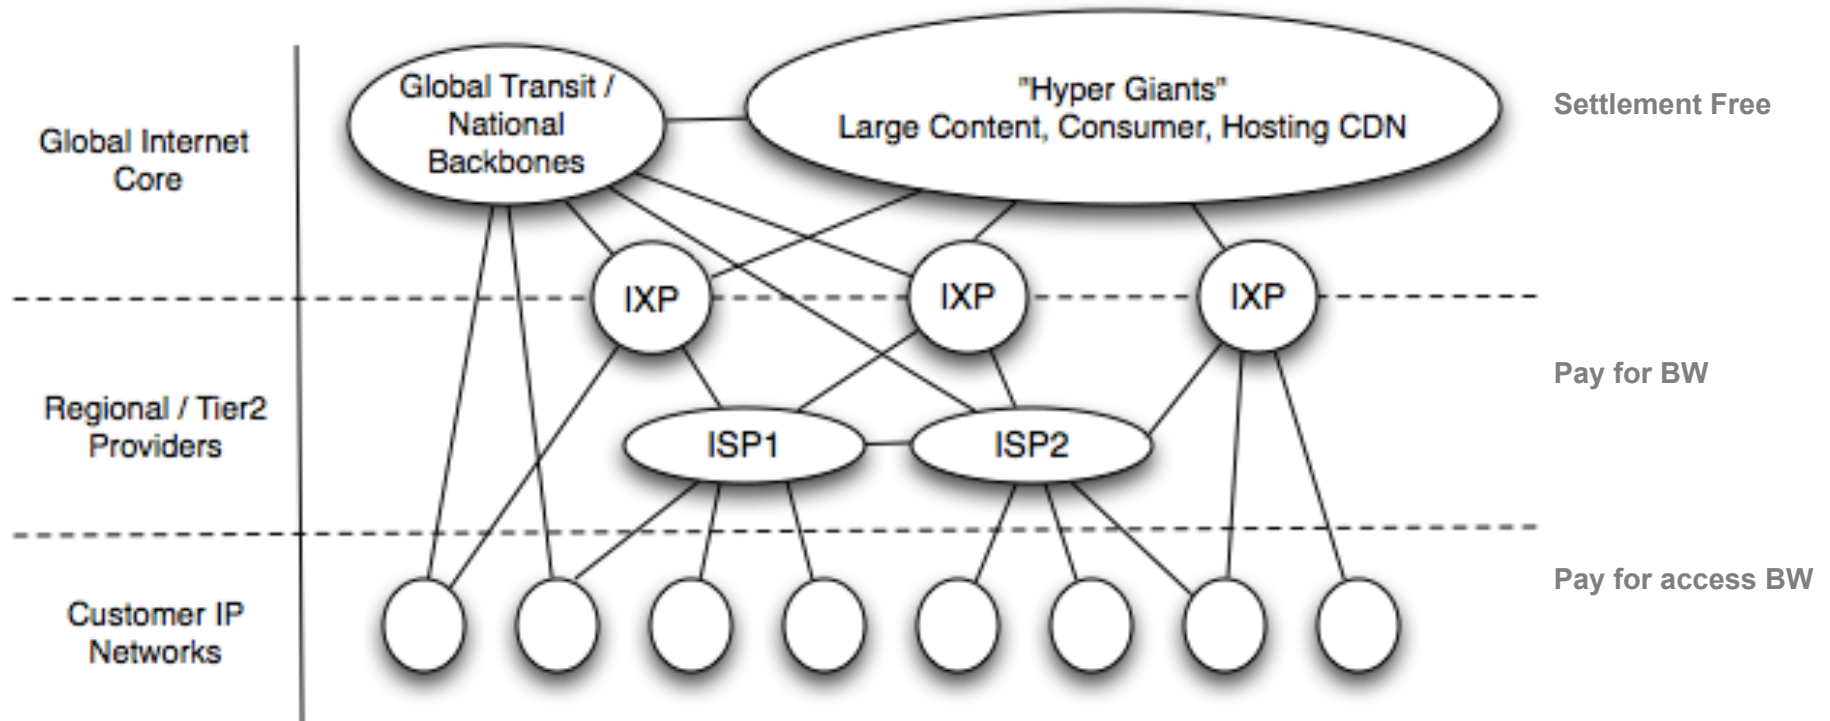 Global Internet
Core
Global Transit /
National
Backbones
"Hyper Giants"
Large Content, Consumer, Hosting CDN
Settlement Free
IXP
IXP
IXP
Regional / Tier2
Providers
ISP1
ISP2
Pay for BW
Customer IP
Networks
Pay for access BW